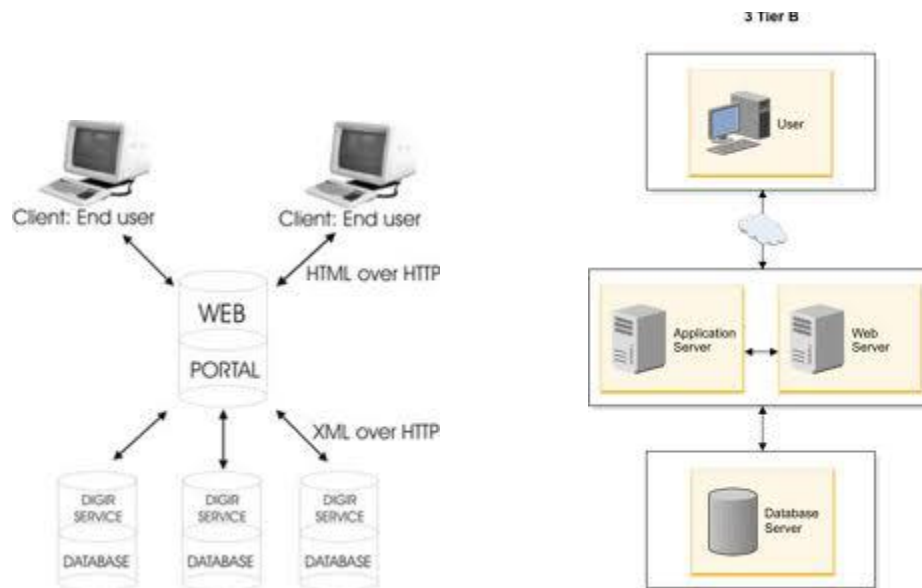 Client: End user
Client: End user
HTML over HTTP
WEB
PORTAL
XML over HTTP
DIGIR
SERVICE
DATABASE
DIGIR
SERVICE
DATABASE
DIGIR
SERVICE
DATABASE
3 Tier B
User
Application
Server
Web
Server
Database
Server